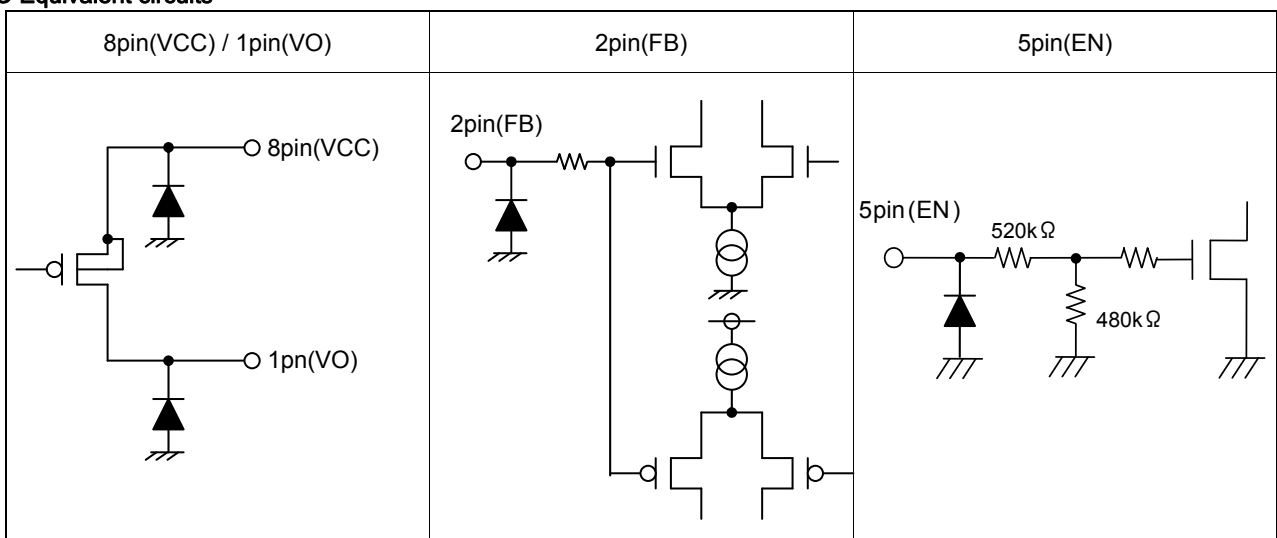 Equivalent circuits
8pin(VCC) / 1pin(VO)
2pin(FB)
5pin(EN)
8pin(VCC)
1pn(VO)
2pin(FB)
5pin(EN)
520kΩ
480kΩ